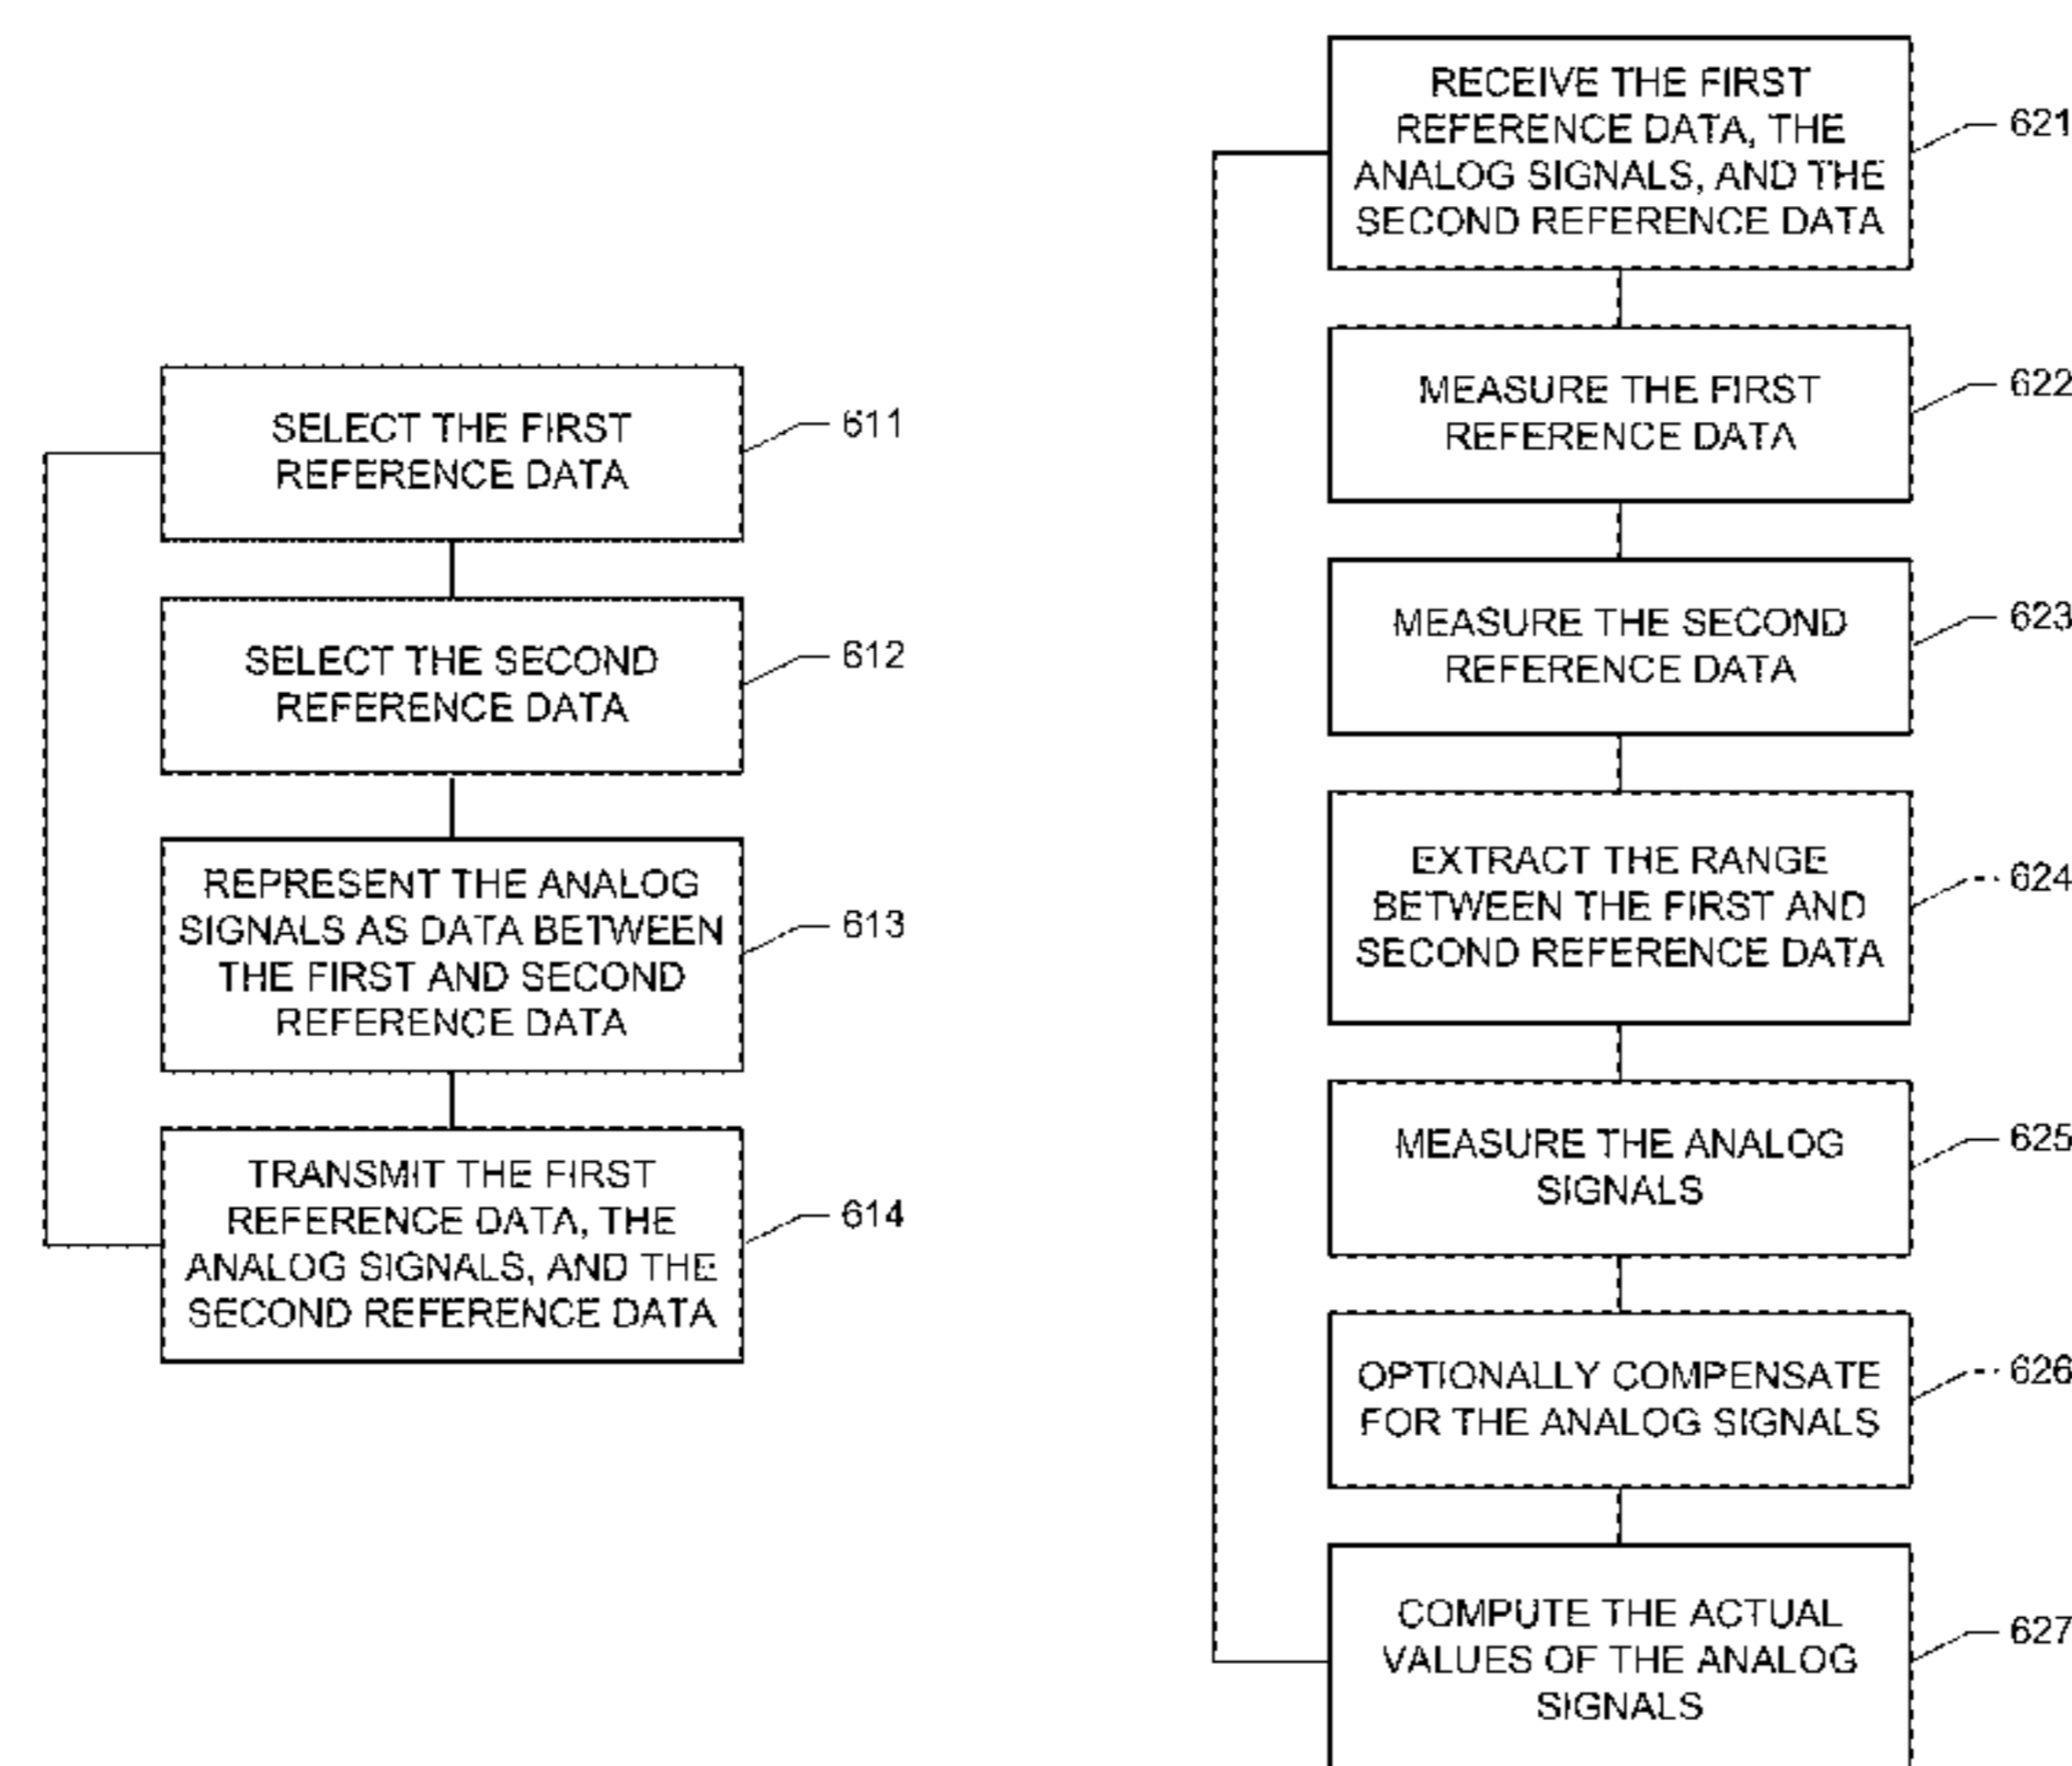 SELECT THE FIRST
REFERENCE DATA
611
SELECT THE SECOND
REFERENCE DATA
612
REPRESENT THE ANALOG
SIGNALS AS DATA BETWEEN
THE FIRST AND SECOND
REFERENCE DATA
613
TRANSMIT THE FIRST
REFERENCE DATA, THE
ANALOG SIGNALS, AND THE
SECOND REFERENCE DATA
614
RECEIVE THE FIRST
REFERENCE DATA, THE
ANALOG SIGNALS, AND THE
SECOND REFERENCE DATA
621
MEASURE THE FIRST
REFERENCE DATA
622
MEASURE THE SECOND
REFERENCE DATA
623
EXTRACT THE RANGE
BETWEEN THE FIRST AND
SECOND REFERENCE DATA
624
MEASURE THE ANALOG
SIGNALS
625
OPTIONALLY COMPENSATE
FOR THE ANALOG SIGNALS
626
COMPUTE THE ACTUAL
VALUES OF THE ANALOG
SIGNALS
627